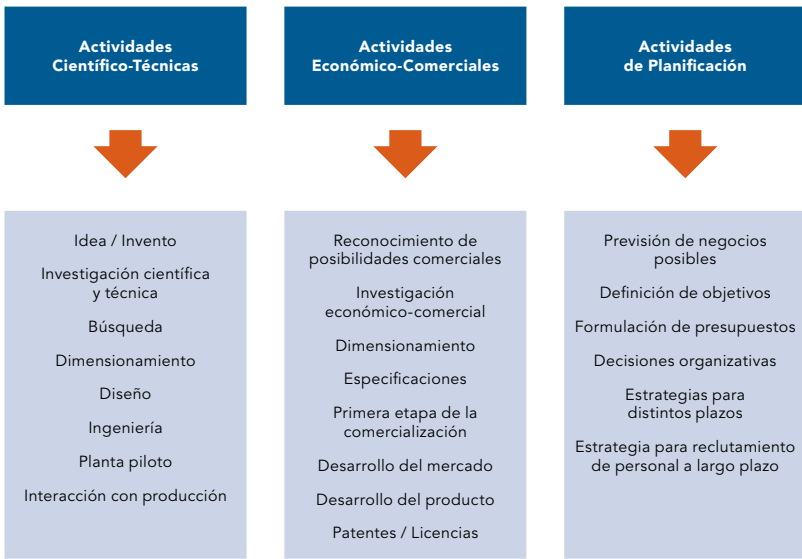 Actividades
Científico-Técnicas
Actividades
Económico-Comerciales
Actividades
de Planificación
Idea / Invento
Investigación científica
y técnica
Búsqueda
Dimensionamiento
Diseño
Ingeniería
Planta piloto
Interacción con producción
Reconocimiento de
posibilidades comerciales
Investigación
económico-comercial
Dimensionamiento
Especificaciones
Primera etapa de la
comercialización
Desarrollo del mercado
Desarrollo del producto
Patentes / Licencias
Previsión de negocios
posibles
Definición de objetivos
Formulación de presupuestos
Decisiones organizativas
Estrategias para
distintos plazos
Estrategia para reclutamiento
de personal a largo plazo